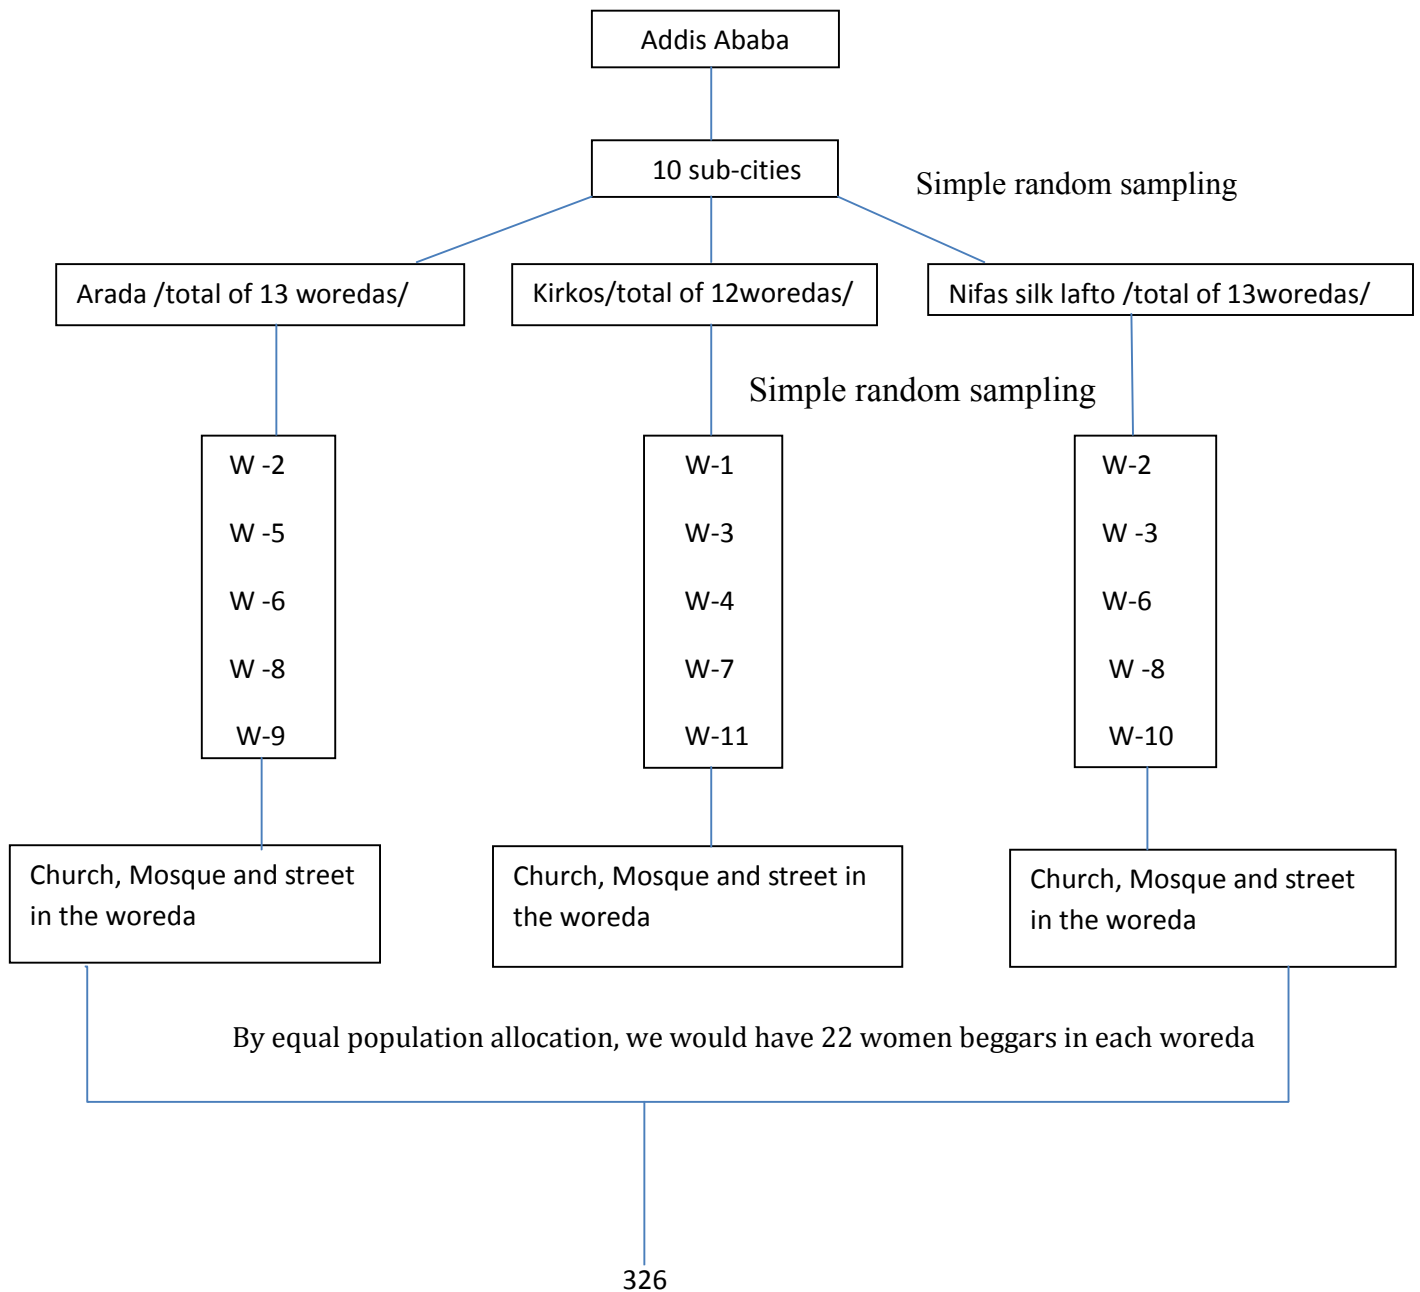 Addis Ababa
10 sub-cities
Simple random sampling
Arada /total of 13 woredas/
Kirkos/total of 12woredas/
Nifas silk lafto /total of 13woredas/
Simple random sampling
W -2
W -5
W -6
W -8
W-9
W-1
W-3
W-4
W-7
W-11
W-2
W -3
W-6
W -8
W-10
Church, Mosque and street
in the woreda
Church, Mosque and street in
the woreda
Church, Mosque and street
in the woreda
By equal population allocation, we would have 22 women beggars in each woreda
326